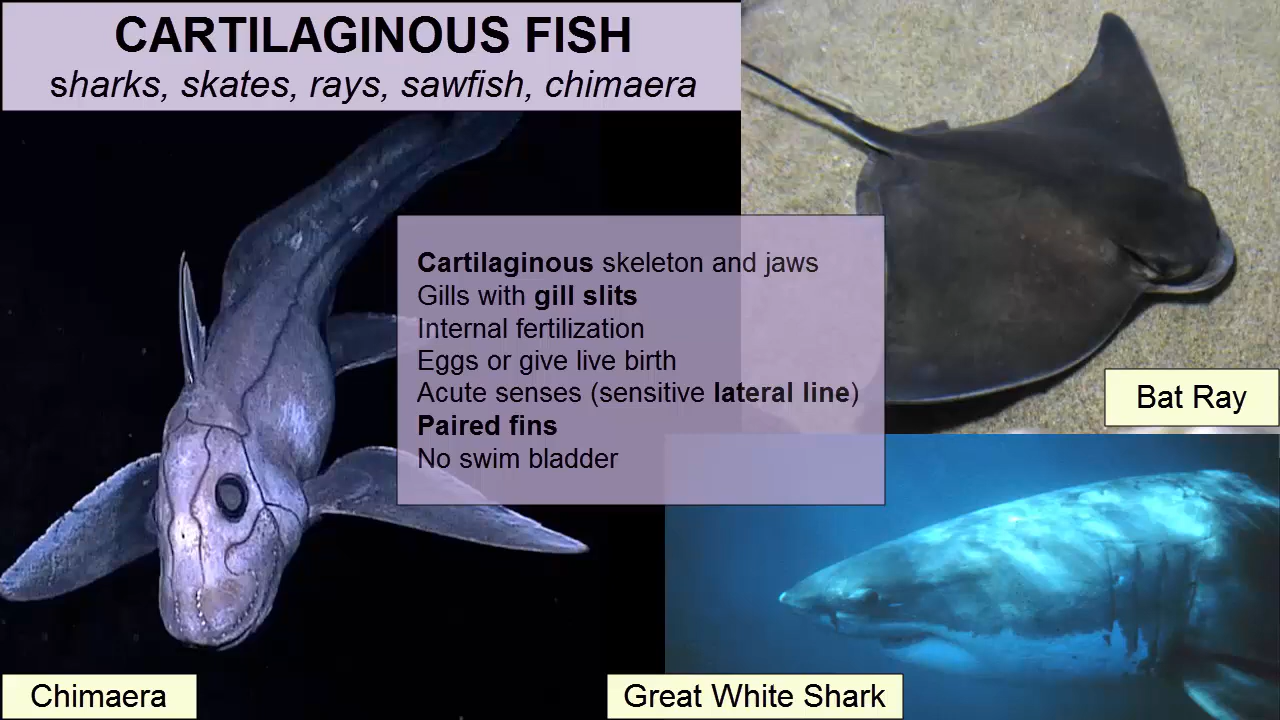 CARTILAGINOUS FISH
sharks, skates, rays, sawfish, chimaera
Cartilaginous skeleton and jaws
Gills with gill slits
Internal fertilization
Eggs or give live birth
Acute senses (sensitive lateral line)
Paired fins
No swim bladder
Bat Ray
Chimaera
Great White Shark